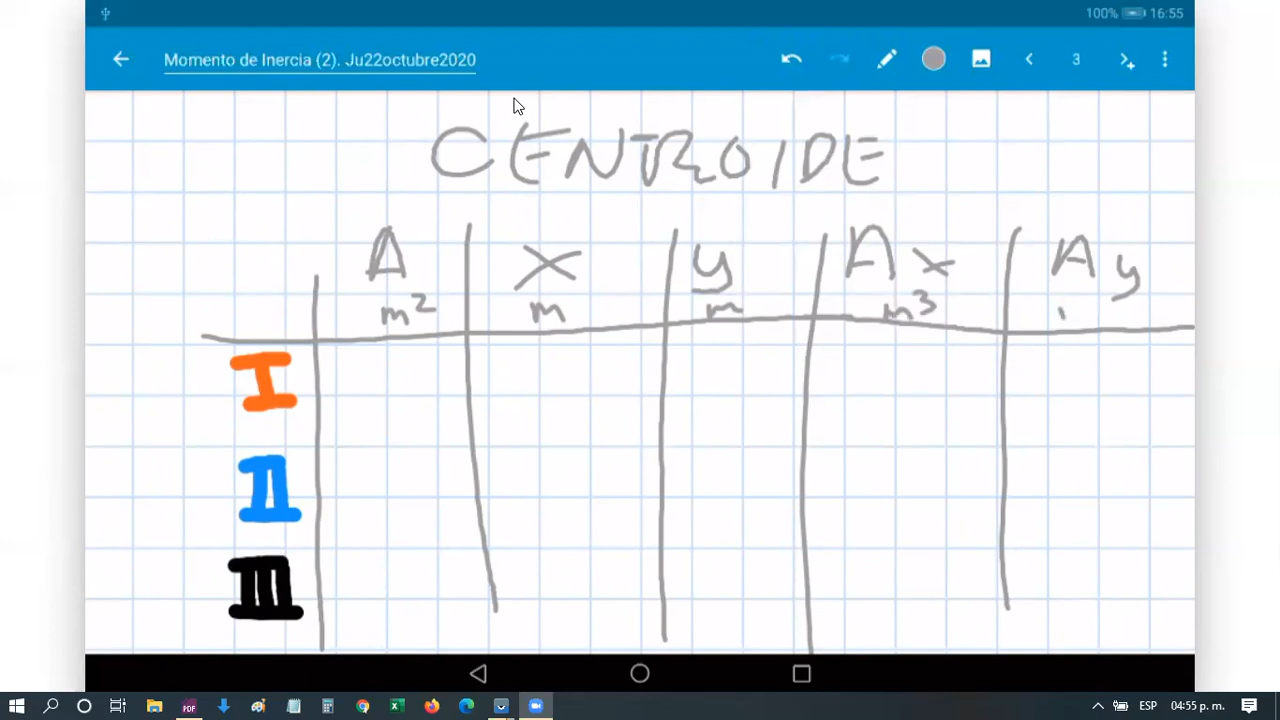 100% 16:55
Momento de Inercia (2). Ju22octubre2020 3
CENTROIDE
A x y Ax Ay
m² m m m³
I
II
III
ESP 04:55 p. m.